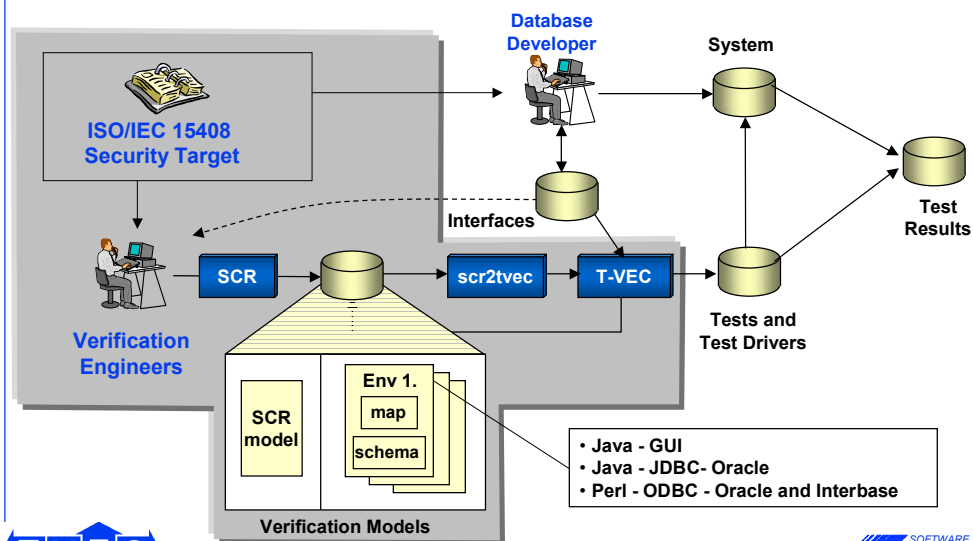 Database
Developer
System
ISO/IEC 15408
Security Target
Interfaces
Test
Results
SCR
scr2tvec
T-VEC
Verification
Engineers
Tests and
Test Drivers
SCR
model
Env 1.
map
schema
• Java - GUI
• Java - JDBC- Oracle
• Perl - ODBC - Oracle and Interbase
Verification Models
SOFTWARE